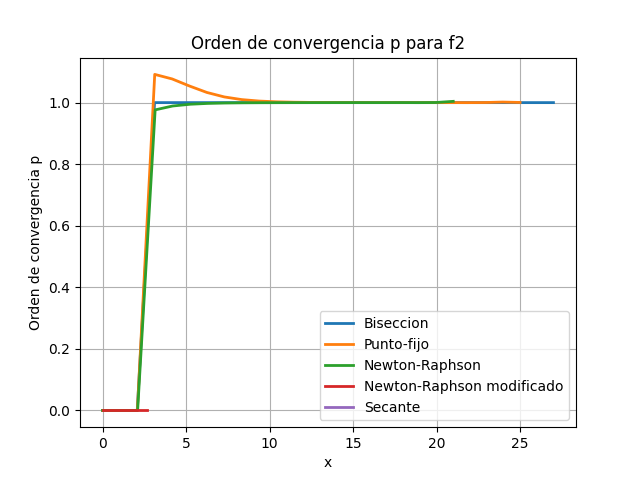 Orden de convergencia p para f2
Orden de convergencia p
1.0
0.8
0.6
0.4
0.2
0.0
0
5
10
15
20
25
x
Biseccion
Punto-fijo
Newton-Raphson
Newton-Raphson modificado
Secante